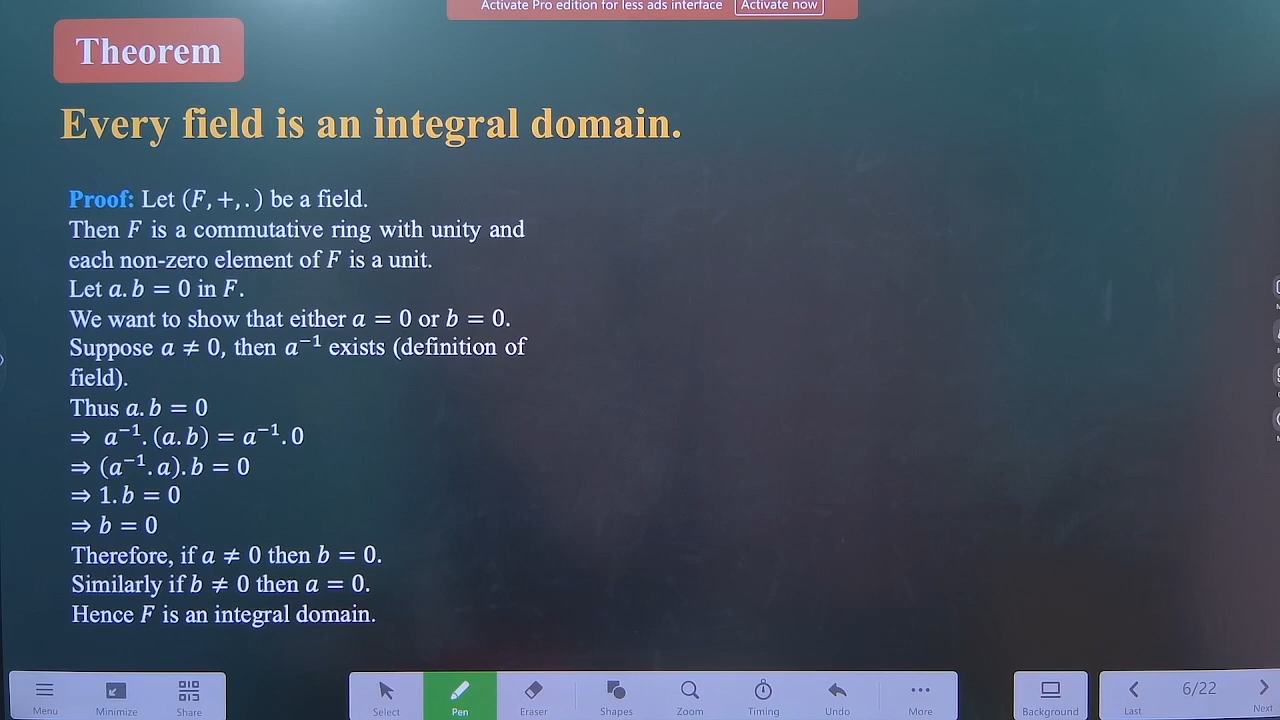 Activate Pro edition for less ads interface Activate now
Theorem
Every field is an integral domain.
Proof: Let (F, +, . ) be a field.
Then F is a commutative ring with unity and
each non-zero element of F is a unit.
Let a. b = 0 in F.
We want to show that either a = 0 or b = 0.
Suppose a ≠ 0, then a⁻¹ exists (definition of
field).
Thus a. b = 0
⇒ a⁻¹. (a. b) = a⁻¹. 0
⇒ (a⁻¹. a). b = 0
⇒ 1. b = 0
⇒ b = 0
Therefore, if a ≠ 0 then b = 0.
Similarly if b ≠ 0 then a = 0.
Hence F is an integral domain.
Menu Minimize Share Select Pen Eraser Shapes Zoom Timing Undo More Background Last 6/22 Next